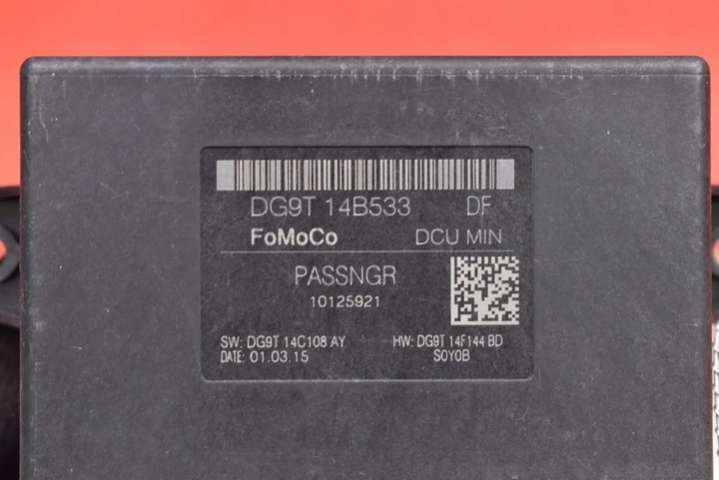 DG9T 14B533 DF
FoMoCo DCU MIN
PASSNGR
10125921
SW: DG9T 14C108 AY HW: DG9T 14F144 BD
DATE: 01.03.15 S0Y0B